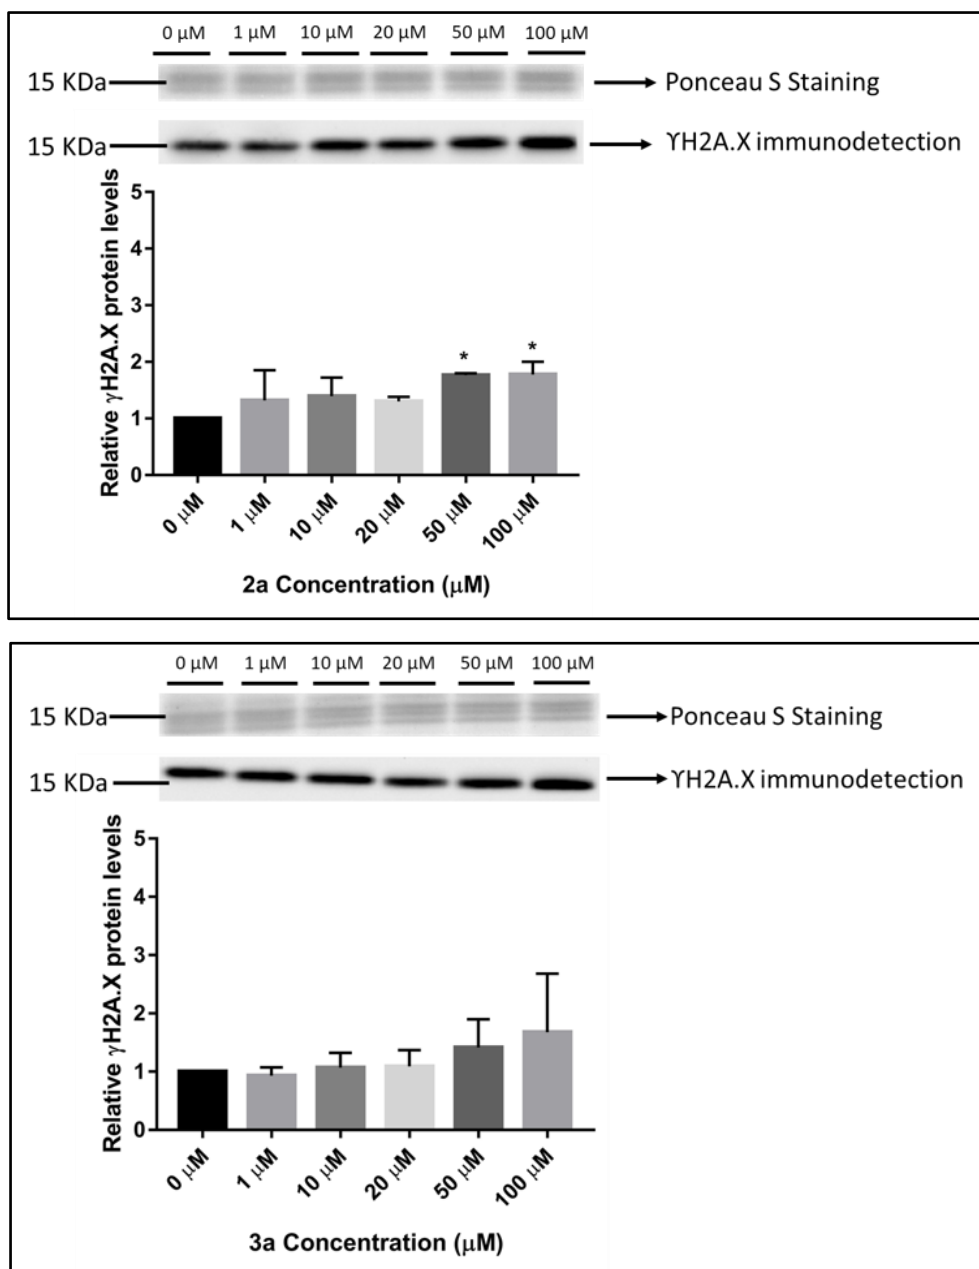 0 μM 1 μM 10 μM 20 μM 50 μM 100 μM
15 KDa Ponceau S Staining
15 KDa ϒH2A.X immunodetection
Relative γH2A.X protein levels
5
4
3
2
1
0
* *
0 μM 1 μM 10 μM 20 μM 50 μM 100 μM
2a Concentration (μM)
0 μM 1 μM 10 μM 20 μM 50 μM 100 μM
15 KDa Ponceau S Staining
15 KDa ϒH2A.X immunodetection
Relative γH2A.X protein levels
5
4
3
2
1
0
0 μM 1 μM 10 μM 20 μM 50 μM 100 μM
3a Concentration (μM)